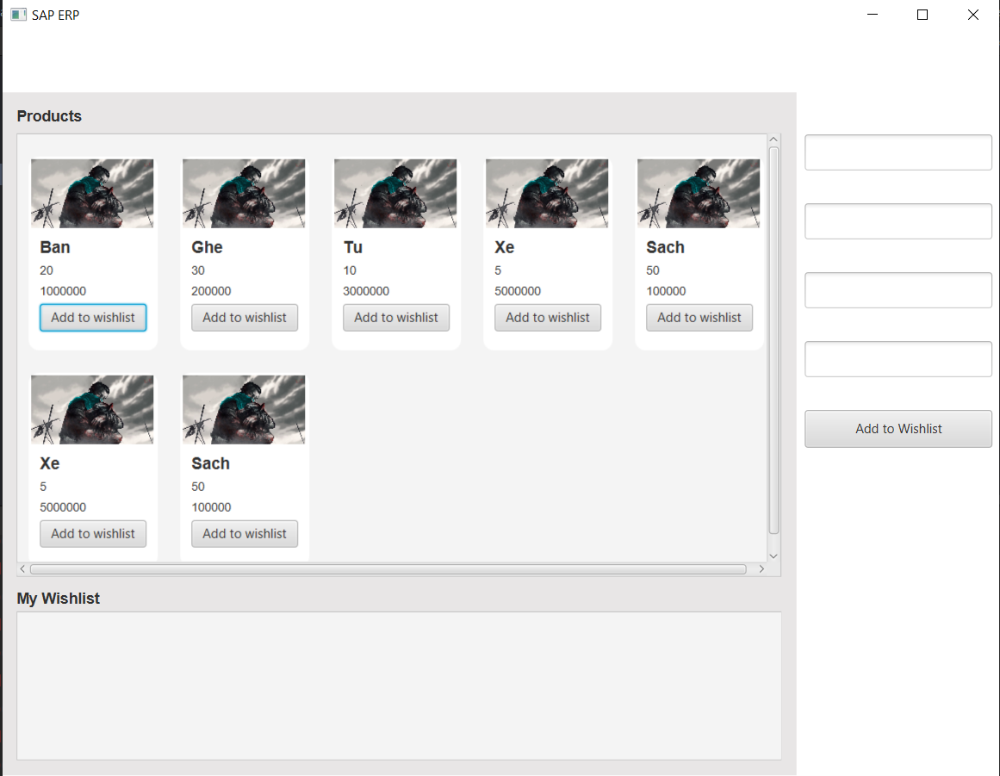 SAP ERP
Products
Ban
20
1000000
Add to wishlist
Ghe
30
200000
Add to wishlist
Tu
10
3000000
Add to wishlist
Xe
5
5000000
Add to wishlist
Sach
50
100000
Add to wishlist
Xe
5
5000000
Add to wishlist
Sach
50
100000
Add to wishlist
My Wishlist
Add to Wishlist